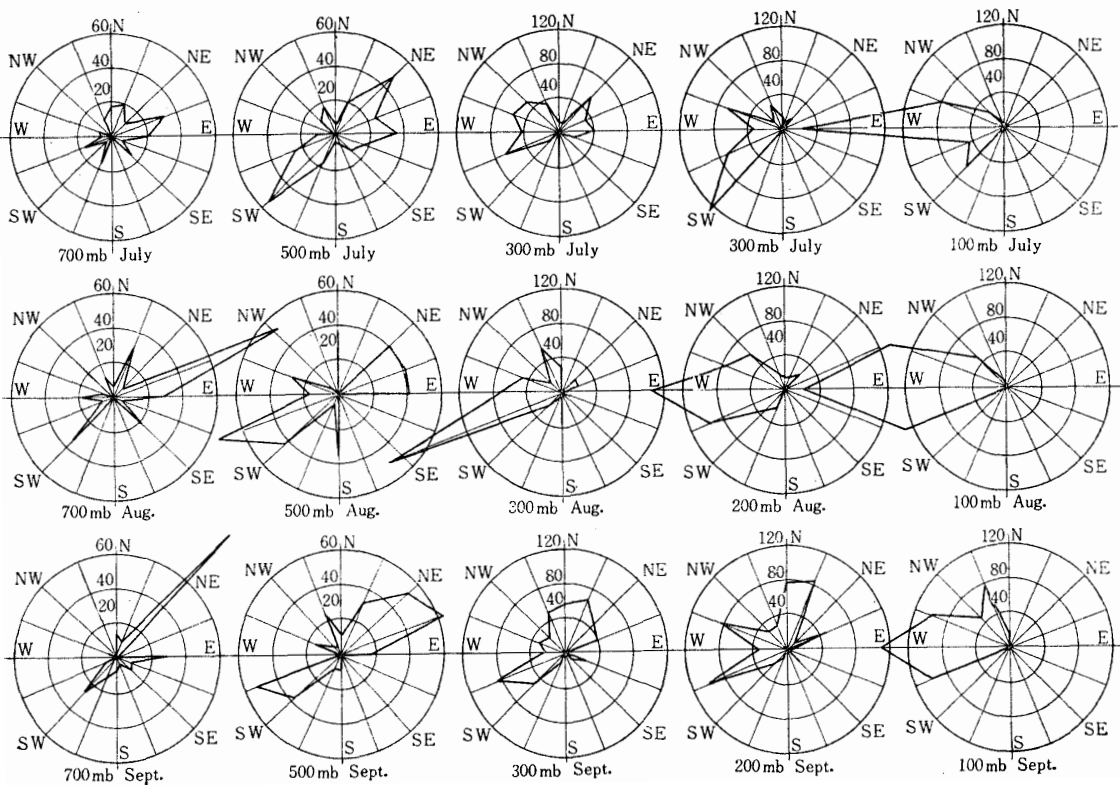 60 N
NW 40 NE
20
W E
SW SE
S
700 mb July
60 N
NW 40 NE
20
W E
SW SE
S
500 mb July
120 N
NW 80 NE
40
W E
SW SE
S
300 mb July
120 N
NW 80 NE
40
W E
SW SE
S
300 mb July
120 N
NW 80 NE
40
W E
SW SE
S
100 mb July
60 N
NW 40 NE
20
W E
SW SE
S
700 mb Aug.
60 N
NW 40 NE
20
W E
SW SE
S
500 mb Aug.
120 N
NW 80 NE
40
W E
SW SE
S
300 mb Aug.
120 N
NW 80 NE
40
W E
SW SE
S
200 mb Aug.
120 N
NW 80 NE
40
W E
SW SE
S
100 mb Aug.
60 N
NW 40 NE
20
W E
SW SE
S
700 mb Sept.
60 N
NW 40 NE
20
W E
SW SE
S
500 mb Sept.
120 N
NW 80 NE
40
W E
SW SE
S
300 mb Sept.
120 N
NW 80 NE
40
W E
SW SE
S
200 mb Sept.
120 N
NW 80 NE
40
W E
SW SE
S
100 mb Sept.